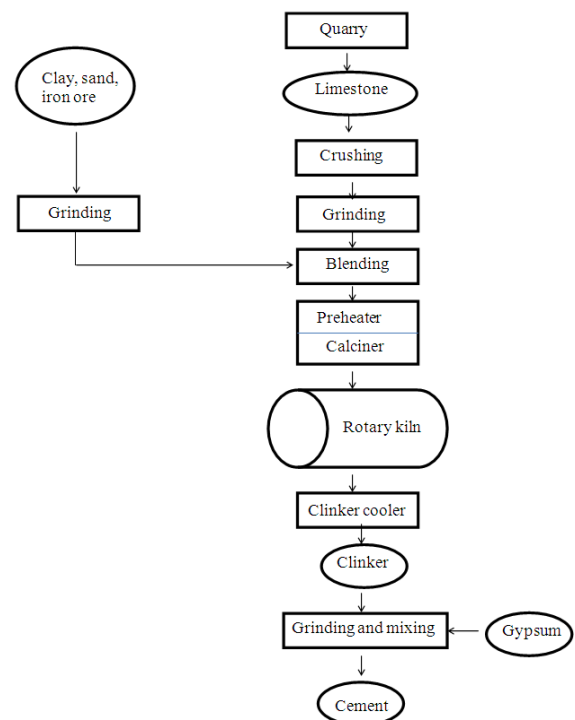 Quarry
Clay, sand,
iron ore
Limestone
Crushing
Grinding
Grinding
Blending
Preheater
Calciner
Rotary kiln
Clinker cooler
Clinker
Grinding and mixing
Gypsum
Cement